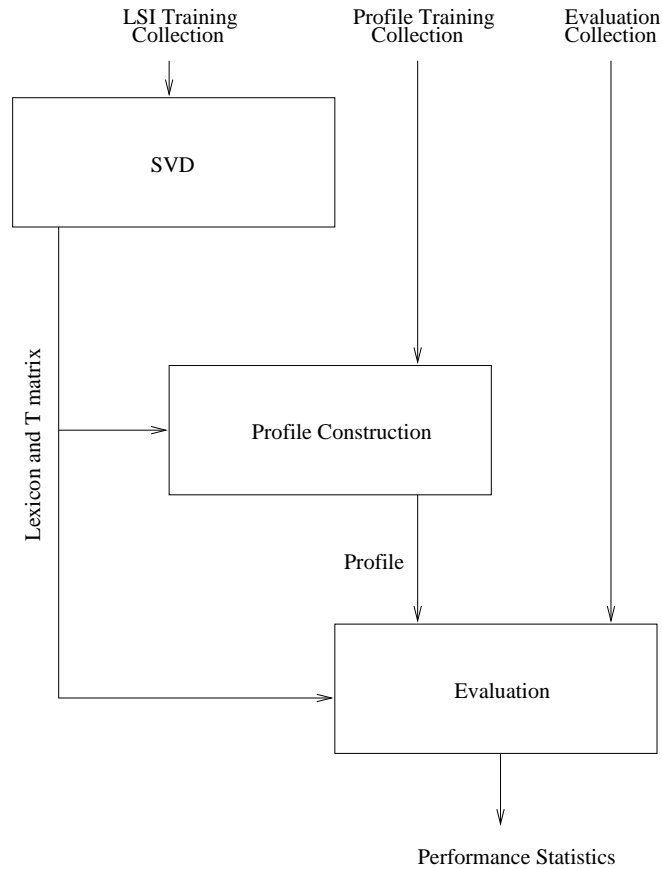 LSI Training
Collection
Profile Training
Collection
Evaluation
Collection
SVD
Lexicon and T matrix
Profile Construction
Profile
Evaluation
Performance Statistics